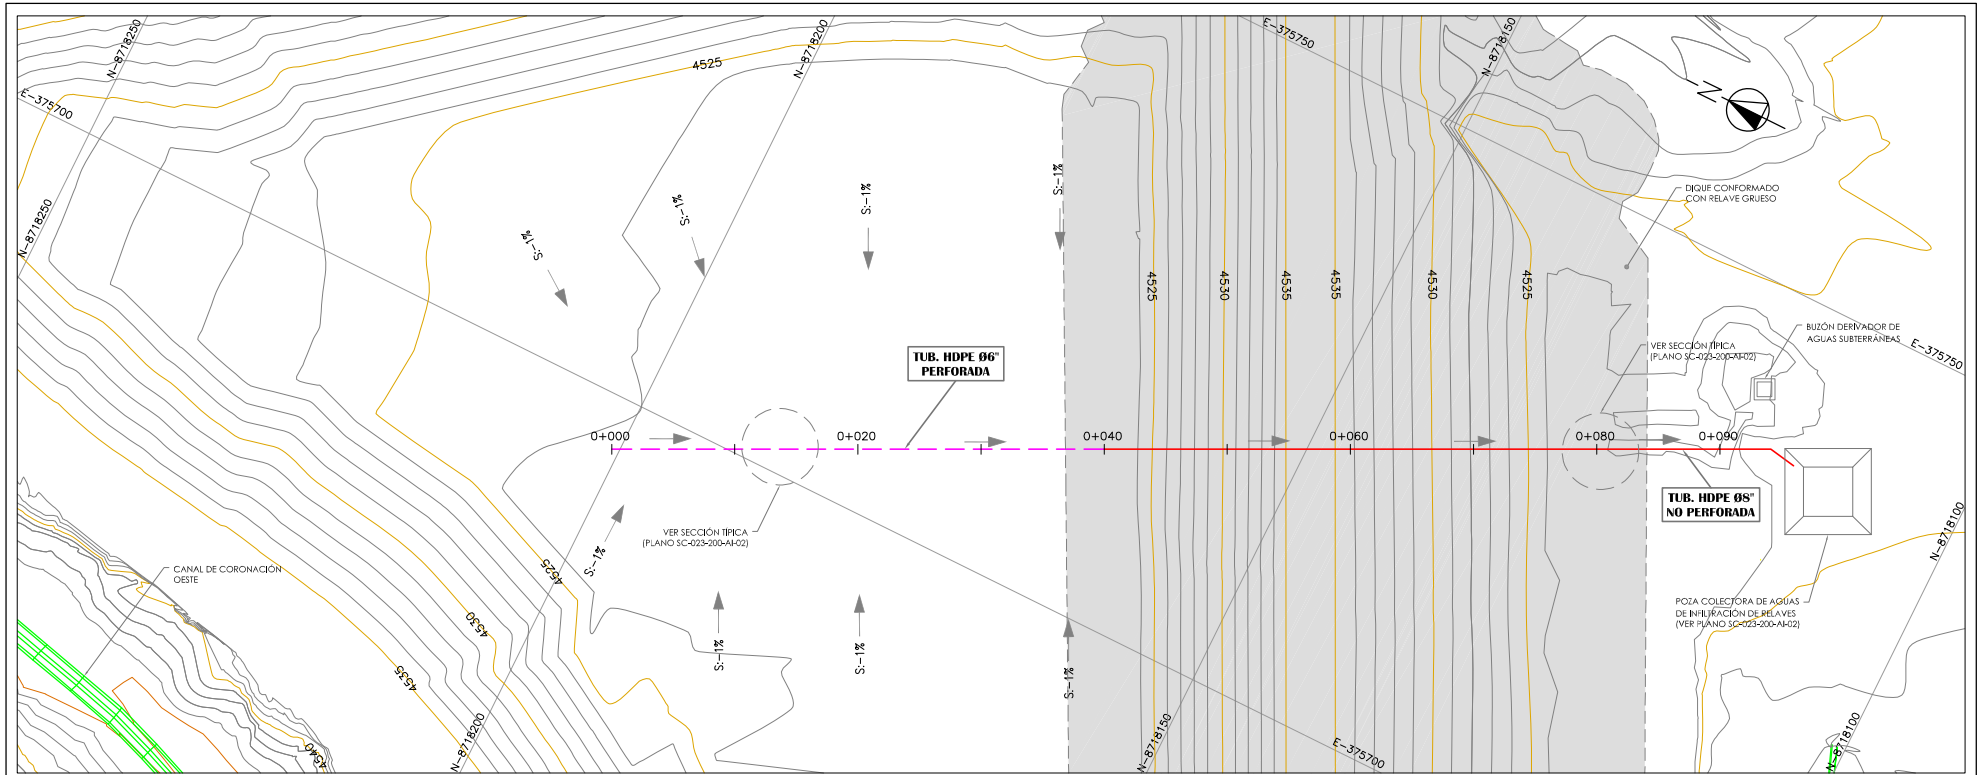 N-8718250
4525
N-8718200
E-375750
N-8718150
N
E-375700
N-8718250
S:-1%
S:-1%
S:-1%
S:-1%
DIQUE CONFORMADO
CON RELAVE GRUESO
4525
4530
4535
4535
4530
4525
BUZÓN DERIVADOR DE
AGUAS SUBTERRÁNEAS
E-375750
VER SECCIÓN TÍPICA
(PLANO SC-023-200-AI-02)
TUB. HDPE Ø6"
PERFORADA
0+000
0+020
0+040
0+060
0+080
0+090
TUB. HDPE Ø8"
NO PERFORADA
VER SECCIÓN TÍPICA
(PLANO SC-023-200-AI-02)
N-8718100
S:-1%
4525
CANAL DE CORONACIÓN
OESTE
4530
POZA COLECTORA DE AGUAS
DE INFILTRACIÓN DE RELAVES
(VER PLANO SC-023-200-AI-02)
S:-1%
S:-1%
S:-1%
4535
4540
N-8718200
N-8718150
E-375700
N-8718100